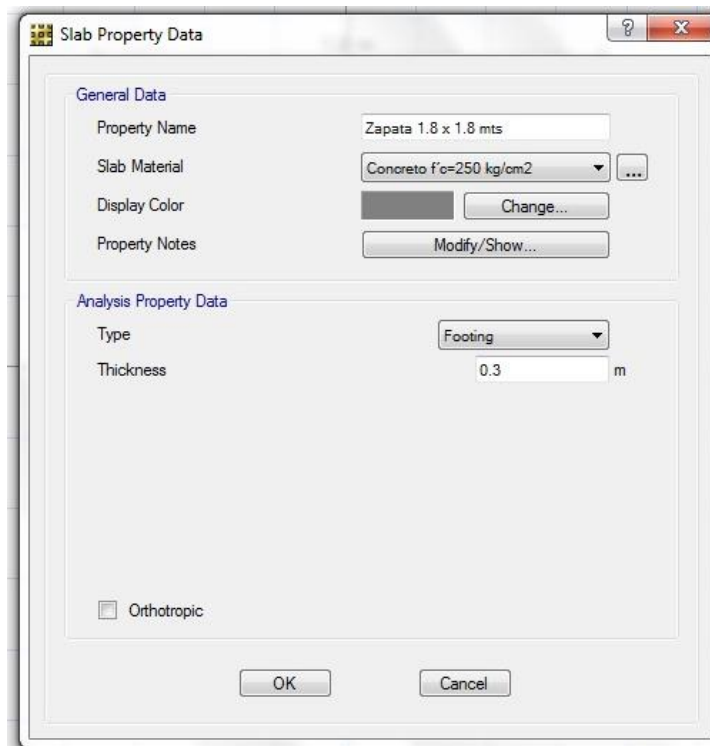 Slab Property Data
General Data
Property Name Zapata 1.8 x 1.8 mts
Slab Material Concreto f´c=250 kg/cm2 ...
Display Color Change...
Property Notes Modify/Show...
Analysis Property Data
Type Footing
Thickness 0.3 m
Orthotropic
OK Cancel